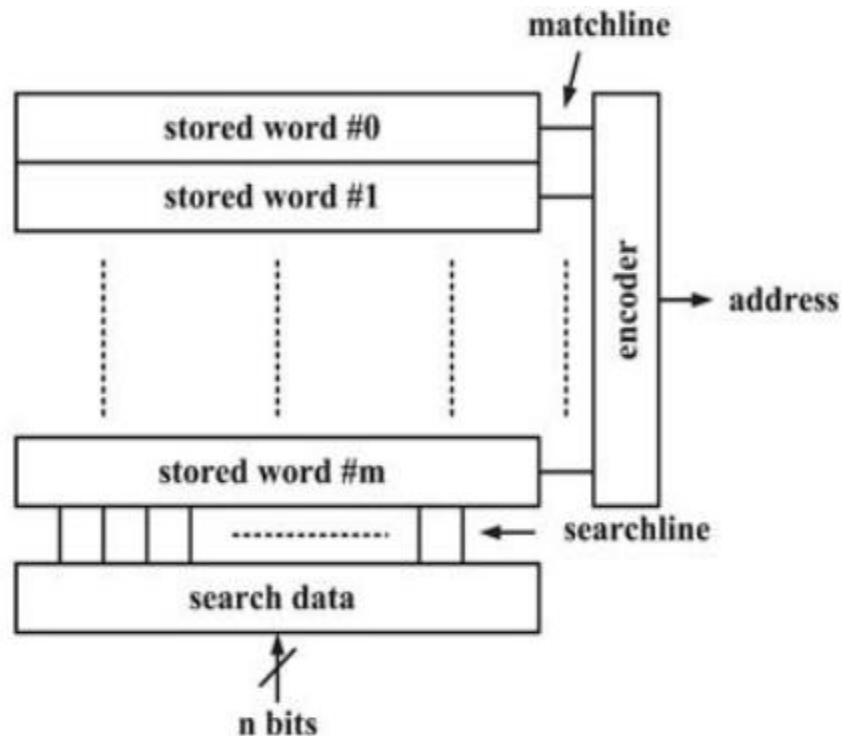 matchline
stored word #0
stored word #1
encoder
address
stored word #m
searchline
search data
n bits